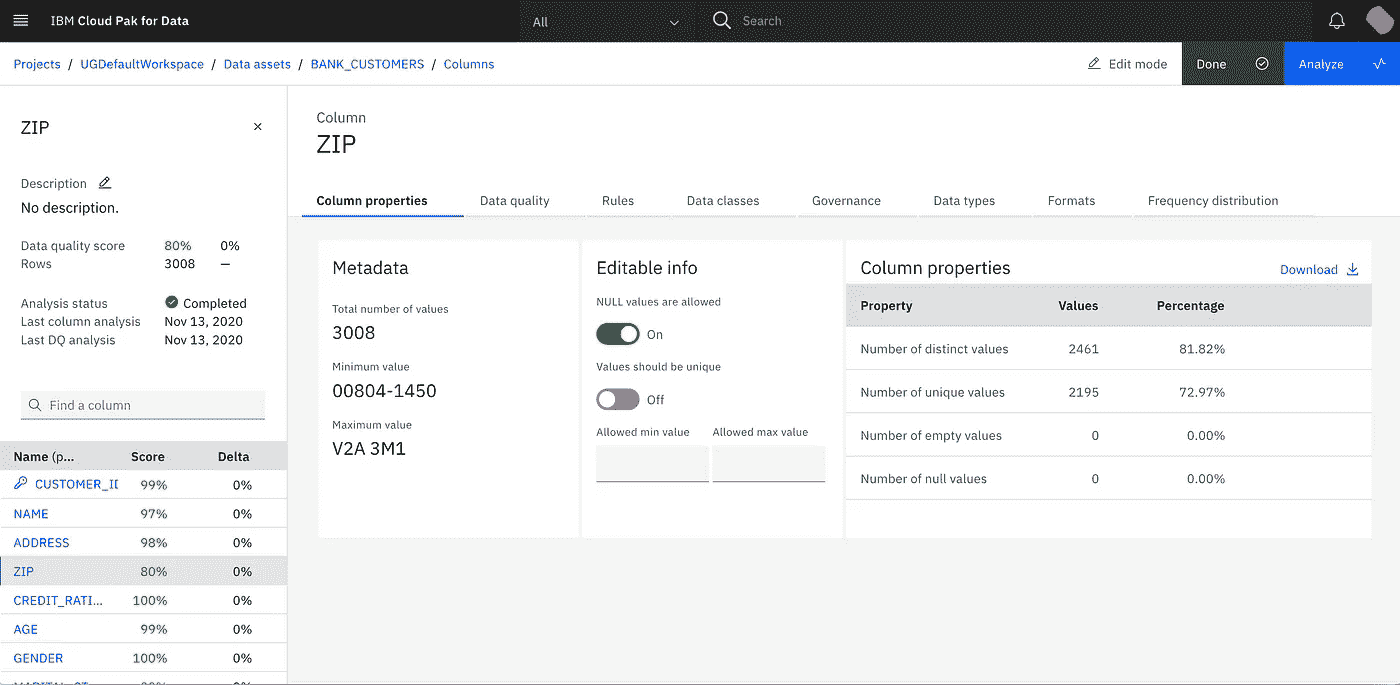 IBM Cloud Pak for Data
All
Search
Projects / UGDefaultWorkspace / Data assets / BANK_CUSTOMERS / Columns
Edit mode
Done
Analyze
ZIP
Description
No description.
Data quality score 80% 0%
Rows 3008 —
Analysis status Completed
Last column analysis Nov 13, 2020
Last DQ analysis Nov 13, 2020
Find a column
Name (p... Score Delta
CUSTOMER_ID 99% 0%
NAME 97% 0%
ADDRESS 98% 0%
ZIP 80% 0%
CREDIT_RATI... 100% 0%
AGE 99% 0%
GENDER 100% 0%
Column
ZIP
Column properties Data quality Rules Data classes Governance Data types Formats Frequency distribution
Metadata
Total number of values
3008
Minimum value
00804-1450
Maximum value
V2A 3M1
Editable info
NULL values are allowed
On
Values should be unique
Off
Allowed min value Allowed max value
Column properties
Download
Property Values Percentage
Number of distinct values 2461 81.82%
Number of unique values 2195 72.97%
Number of empty values 0 0.00%
Number of null values 0 0.00%